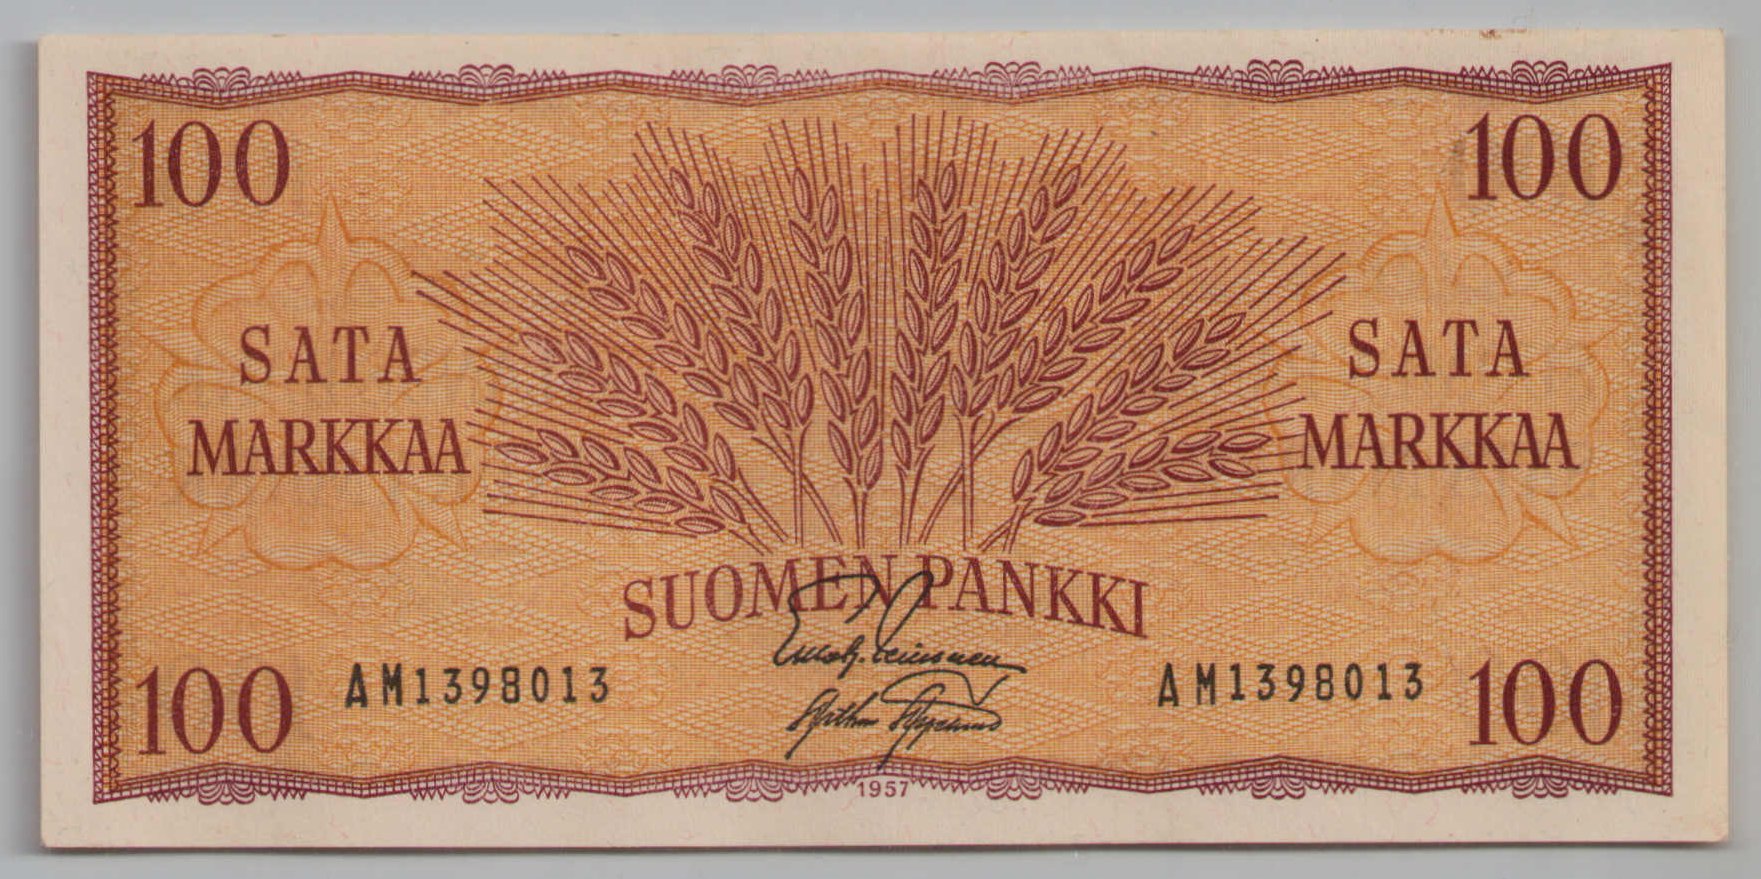 100 100
SATA SATA
MARKKAA MARKKAA
SUOMEN PANKKI
AM1398013 AM1398013
100 100
1957